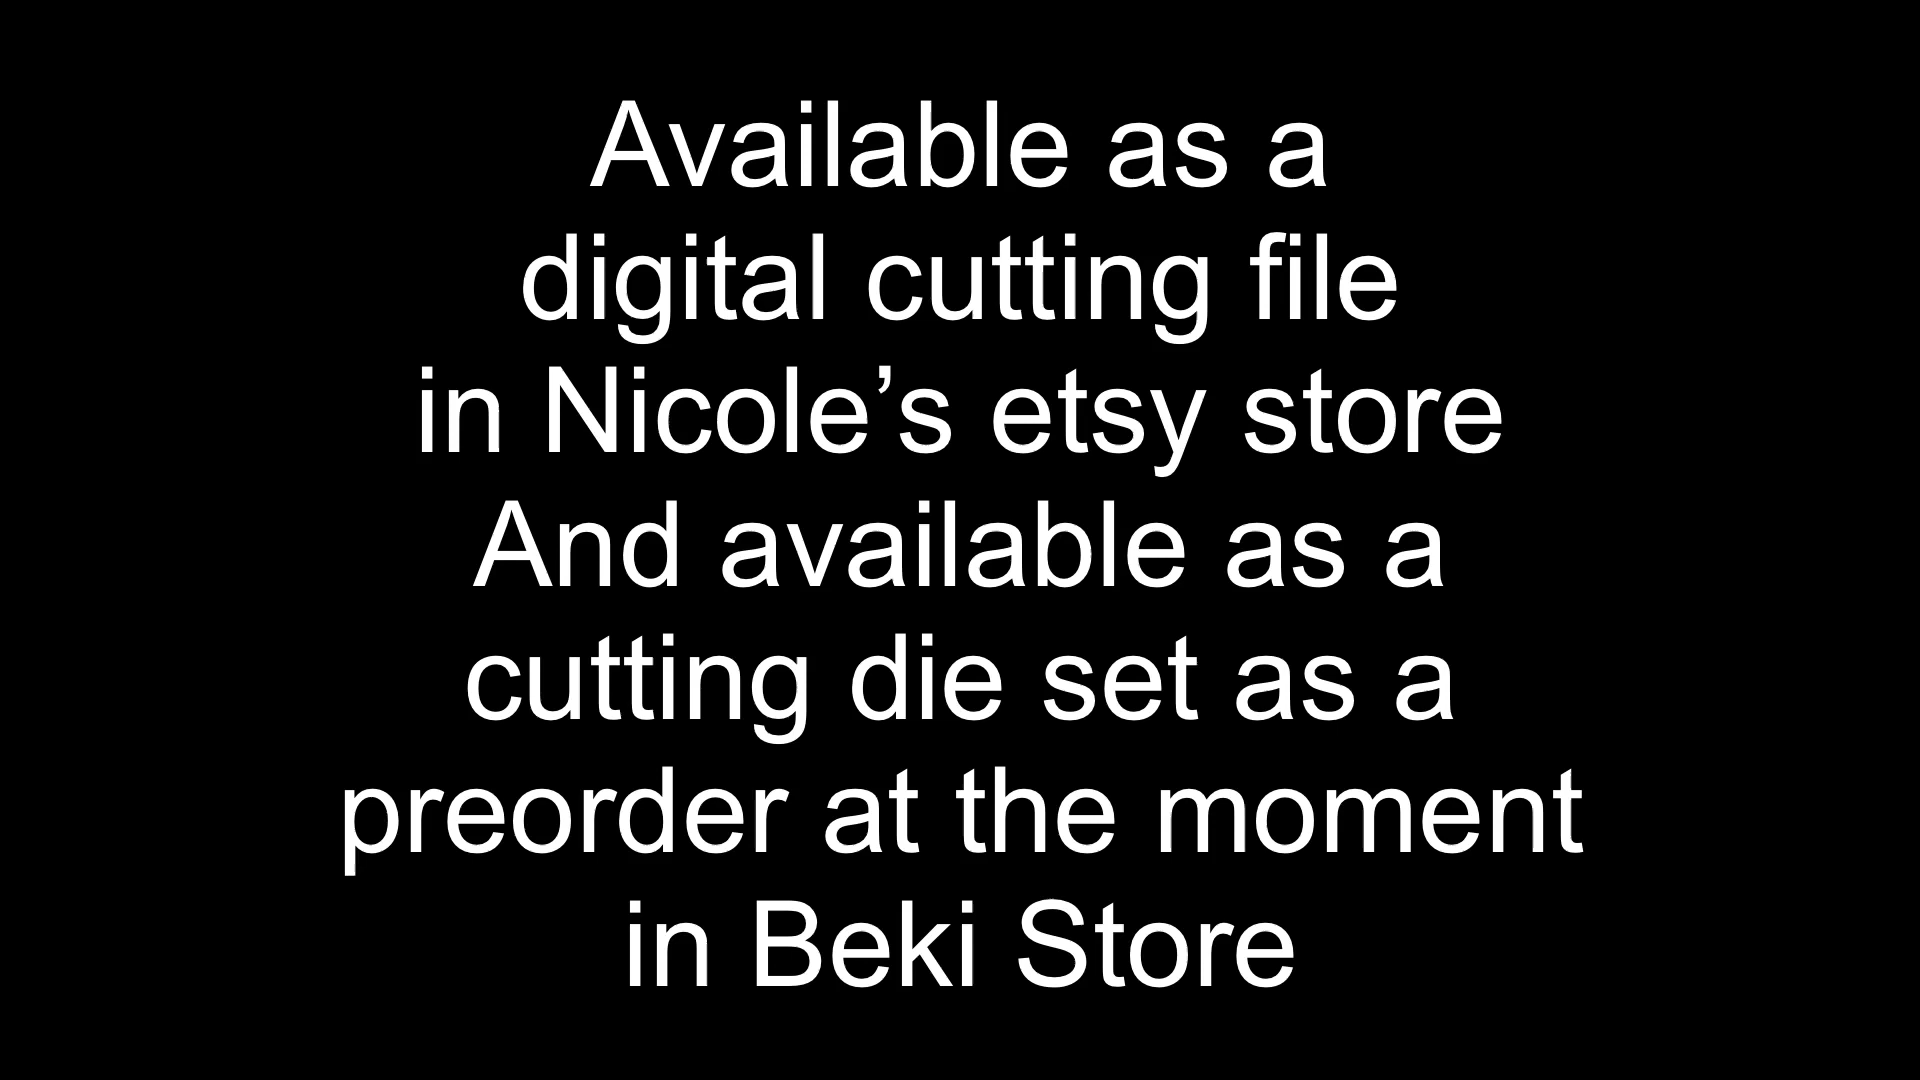 Available as a
digital cutting file
in Nicole’s etsy store
And available as a
cutting die set as a
preorder at the moment
in Beki Store